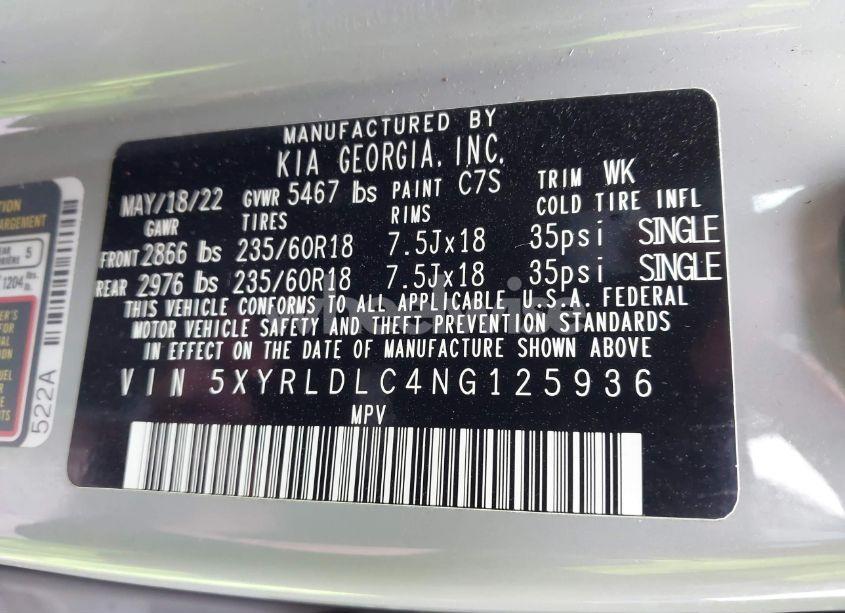 MANUFACTURED BY
KIA GEORGIA, INC.
MAY/18/22 GVWR 5467 lbs PAINT C7S TRIM WK
GAWR TIRES RIMS COLD TIRE INFL
FRONT 2866 lbs 235/60R18 7.5Jx18 35psi SINGLE
REAR 2976 lbs 235/60R18 7.5Jx18 35psi SINGLE
THIS VEHICLE CONFORMS TO ALL APPLICABLE U.S.A. FEDERAL
MOTOR VEHICLE SAFETY AND THEFT PREVENTION STANDARDS
IN EFFECT ON THE DATE OF MANUFACTURE SHOWN ABOVE
VIN 5XYRLDLC4NG125936
MPV
5
1204
522A